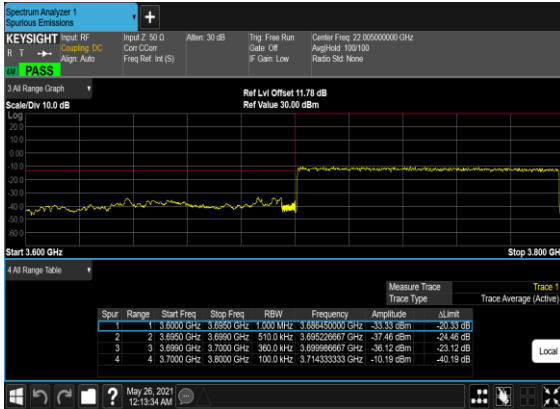 Spectrum Analyzer 1
Spurious Emissions
+
KEYSIGHT Input: RF Input Z: 50 Ω Atten: 30 dB Trig: Free Run Center Freq: 22.005000000 GHz
R T Coupling: DC Corr CCorr Gate: Off Avg|Hold: 100/100
Align: Auto Freq Ref: Int (S) IF Gain: Low Radio Std: None
PASS
3 All Range Graph
Ref Lvl Offset 11.78 dB
Scale/Div 10.0 dB Ref Value 30.00 dBm
Log
20.0
10.0
0.00
-10.0
-20.0
-30.0
-40.0
-50.0
-60.0
Start 3.600 GHz Stop 3.800 GH
4 All Range Table
Measure Trace Trace 1
Trace Type Trace Average (Active)
Spur Range Start Freq Stop Freq RBW Frequency Amplitude ΔLimit
1 1 3.6000 GHz 3.6950 GHz 1.000 MHz 3.686450000 GHz -33.33 dBm -20.33 dB
2 2 3.6950 GHz 3.6990 GHz 510.0 kHz 3.695226667 GHz -37.46 dBm -24.46 dB
3 3 3.6990 GHz 3.7000 GHz 360.0 kHz 3.699986667 GHz -36.12 dBm -23.12 dB
4 4 3.7000 GHz 3.8000 GHz 100.0 kHz 3.714333333 GHz -10.19 dBm -40.19 dB
Local
?
May 26, 2021
12:13:34 AM